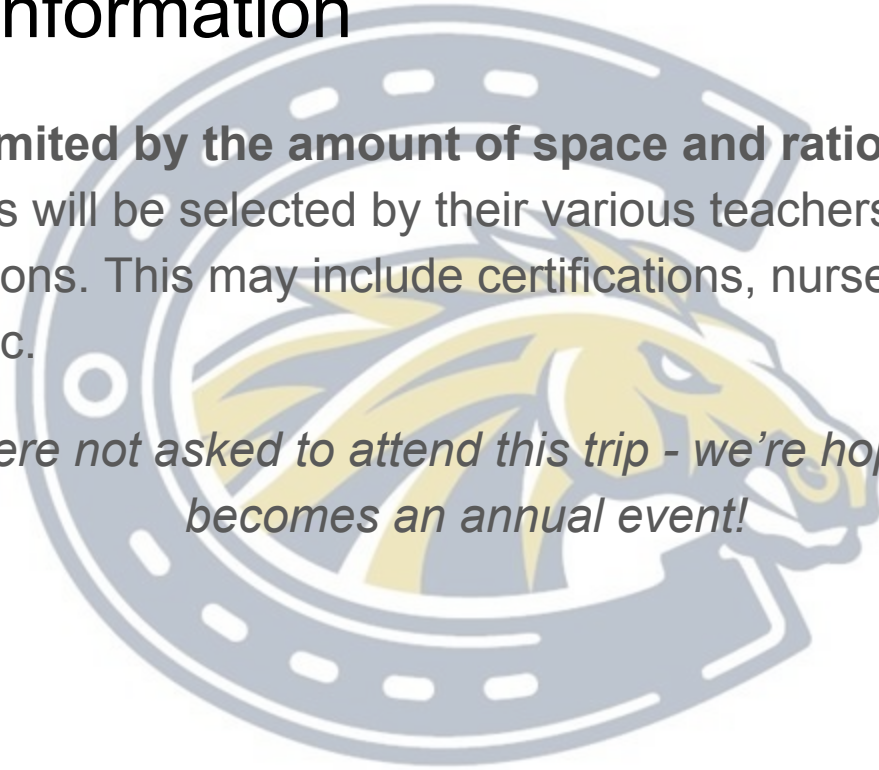 nformation
mited by the amount of space and ratio
s will be selected by their various teachers
ons. This may include certifications, nurse
c.
ere not asked to attend this trip - we're hop
becomes an annual event!